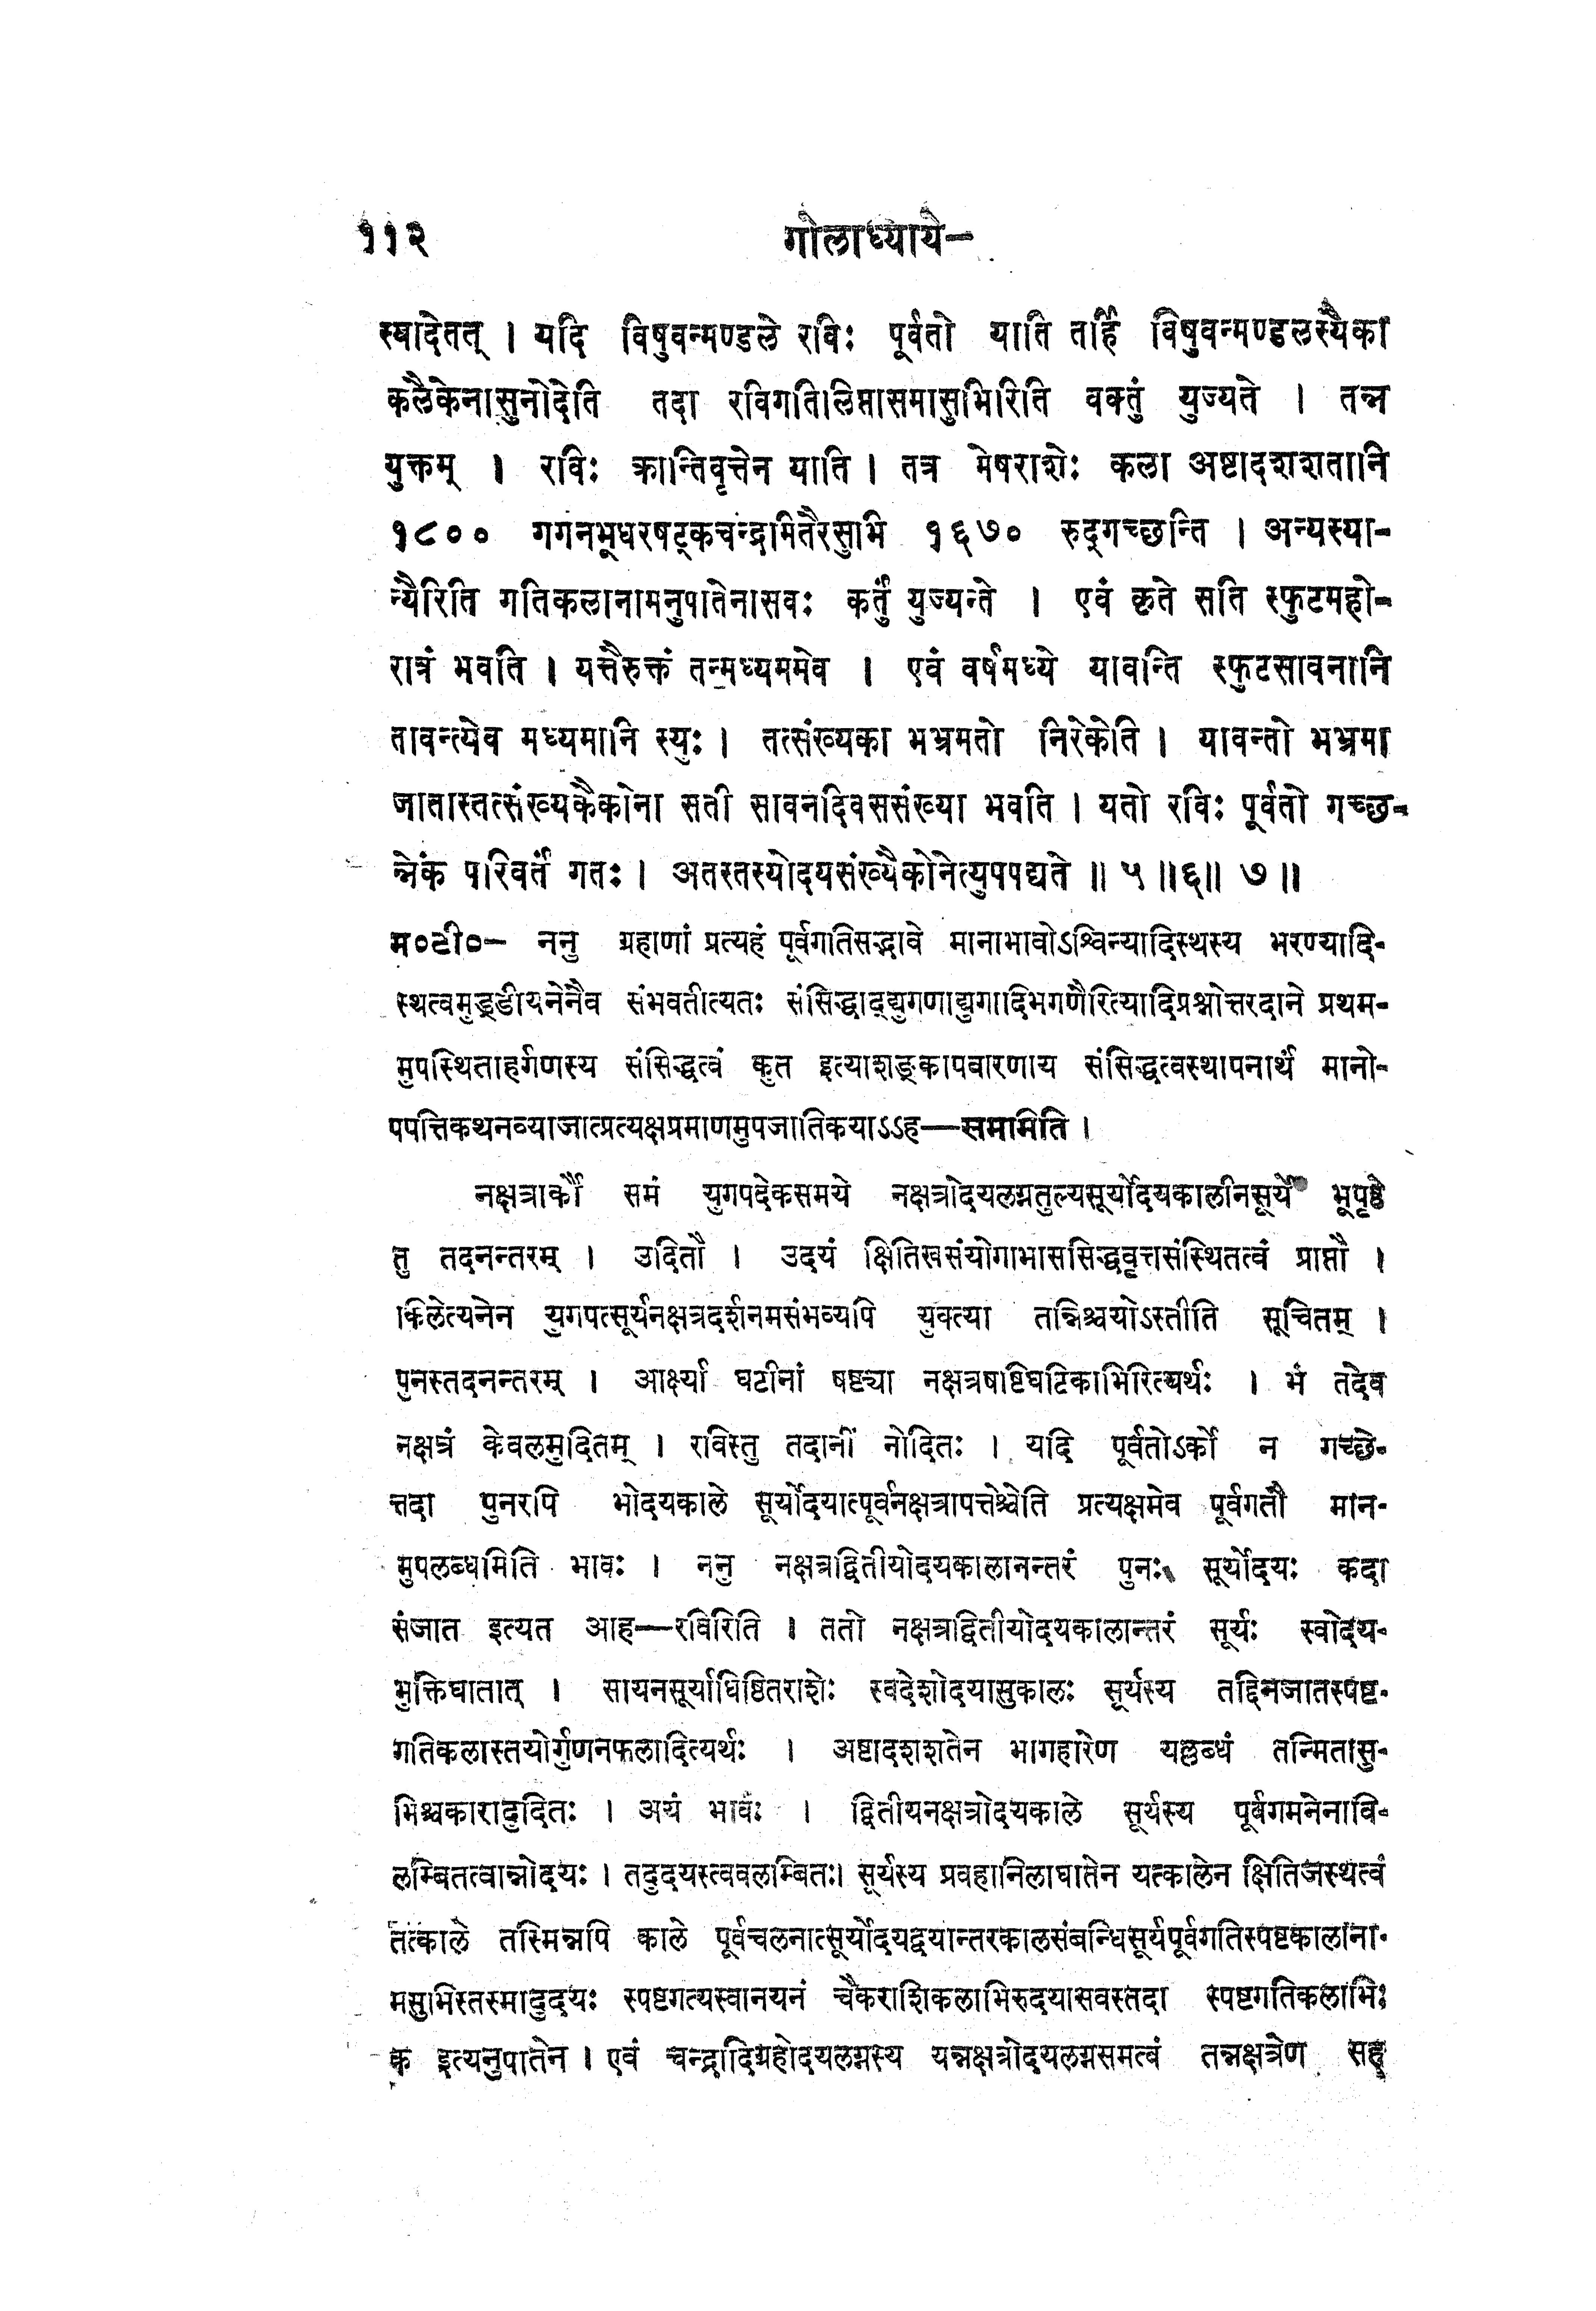 ११२ गोलाध्याये-
स्यादेतत् । यदि विषुवन्मण्डले रविः पूर्वतो याति तर्हि विषुवन्मण्डलस्यैका
कलैकेनासुनोदेति तदा रविगतिलिप्तासमासुभिरिति वक्तुं युज्यते । तन्न
युक्तम् । रविः क्रान्तिवृत्तेन याति । तत्र मेषराशेः कला अष्टादशशतानि
१८०० गगनभूधरषट्कचन्द्रमितैरसुभि १६७० रुद्गच्छन्ति । अन्यस्या-
न्यैरिति गतिकलानामनुपातेनासवः कर्तुं युज्यन्ते । एवं कृते सति स्फुटमहो-
रात्रं भवति । यत्तैरुक्तं तन्मध्यममेव । एवं वर्षमध्ये यावन्ति स्फुटसावनानि
तावन्त्येव मध्यमानि स्युः । तत्संख्यका भभ्रमतो निरेकेति । यावन्तो भभ्रमा
जातास्तत्संख्यकैकोना सती सावनदिवससंख्या भवति । यतो रविः पूर्वतो गच्छ-
न्नेकं परिवर्तं गतः । अतस्तस्योदयसंख्यैकोनेत्युपपद्यते ॥ ५ ॥६॥ ७ ॥
म०टी०- ननु ग्रहाणां प्रत्यहं पूर्वगतिसद्भावे मानाभावोऽश्विन्यादिस्थस्य भरण्यादि-
स्थत्वमुड्डीयनेनैव संभवतीत्यतः संसिद्धाद्द्युगणाद्युगादिभगणैरित्यादिप्रश्नोत्तरदाने प्रथम-
मुपस्थिताहर्गणस्य संसिद्धत्वं कुत इत्याशङ्कापवारणाय संसिद्धत्वस्थापनार्थं मानो-
पपत्तिकथनव्याजात्प्रत्यक्षप्रमाणमुपजातिकयाऽऽह—समामिति ।
नक्षत्रार्कौ समं युगपदेकसमये नक्षत्रोदयलग्नतुल्यसूर्योदयकालीनसूर्ये भूपृष्ठे
तु तदनन्तरम् । उदितौ । उदयं क्षितिखसंयोगाभाससिद्धवृत्तसंस्थितत्वं प्राप्तौ ।
किलेत्यनेन युगपत्सूर्यनक्षत्रदर्शनमसंभव्यपि युक्त्या तन्निश्चयोऽस्तीति सूचितम् ।
पुनस्तदनन्तरम् । आर्क्ष्या घटीनां षष्ट्या नक्षत्रषष्टिघटिकाभिरित्यर्थः । भं तदेव
नक्षत्रं केवलमुदितम् । रविस्तु तदानीं नोदितः । यदि पूर्वतोऽर्को न गच्छे-
त्तदा पुनरपि भोदयकाले सूर्योदयात्पूर्वनक्षत्रापत्तेश्चेति प्रत्यक्षमेव पूर्वगतौ मान-
मुपलब्धमिति भावः । ननु नक्षत्रद्वितीयोदयकालानन्तरं पुनः सूर्योदयः कदा
संजात इत्यत आह—रविरिति । ततो नक्षत्रद्वितीयोदयकालान्तरं सूर्यः स्वोदय-
भुक्तिघातात् । सायनसूर्याधिष्ठितराशेः स्वदेशोदयासुकालः सूर्यस्य तद्दिनजातस्पष्ट-
गतिकलास्तयोर्गुणनफलादित्यर्थः । अष्टादशशतेन भागहारेण यल्लब्धं तन्मितासु-
भिश्चकारादुदितः । अयं भावः । द्वितीयनक्षत्रोदयकाले सूर्यस्य पूर्वगमनेनावि-
लम्बितत्वान्नोदयः । तदुदयस्त्ववलम्बितः। सूर्यस्य प्रवहानिलाघातेन यत्कालेन क्षितिजस्थत्वं
तत्काले तस्मिन्नपि काले पूर्वचलनात्सूर्योदयद्वयान्तरकालसंबन्धिसूर्यपूर्वगतिस्पष्टकालांना-
मसुभिस्तस्मादुदयः स्पष्टगत्यस्वानयनं चैकराशिकलाभिरुदयासवस्तदा स्पष्टगतिकलाभिः
क इत्यनुपातेन । एवं चन्द्रादिग्रहोदयलग्नस्य यन्नक्षत्रोदयलग्नसमत्वं तन्नक्षत्रेण सह